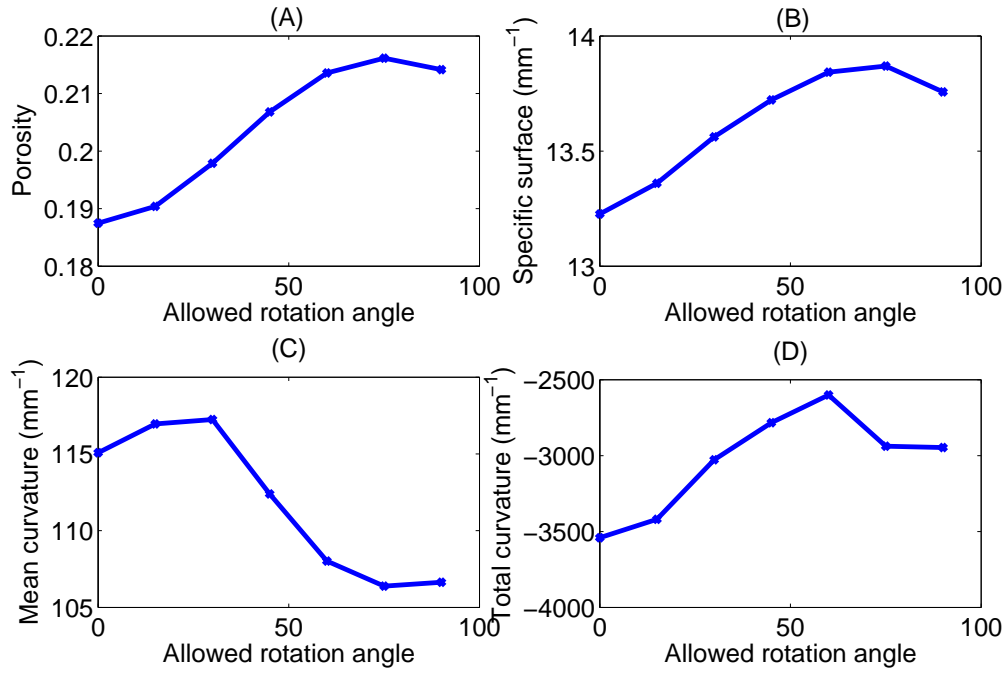 (A)
Porosity
0.22
0.21
0.2
0.19
0.18
0
50
100
Allowed rotation angle
(B)
Specific surface (mm⁻¹)
14
13.5
13
0
50
100
Allowed rotation angle
(C)
Mean curvature (mm⁻¹)
120
115
110
105
0
50
100
Allowed rotation angle
(D)
Total curvature (mm⁻¹)
−2500
−3000
−3500
−4000
0
50
100
Allowed rotation angle